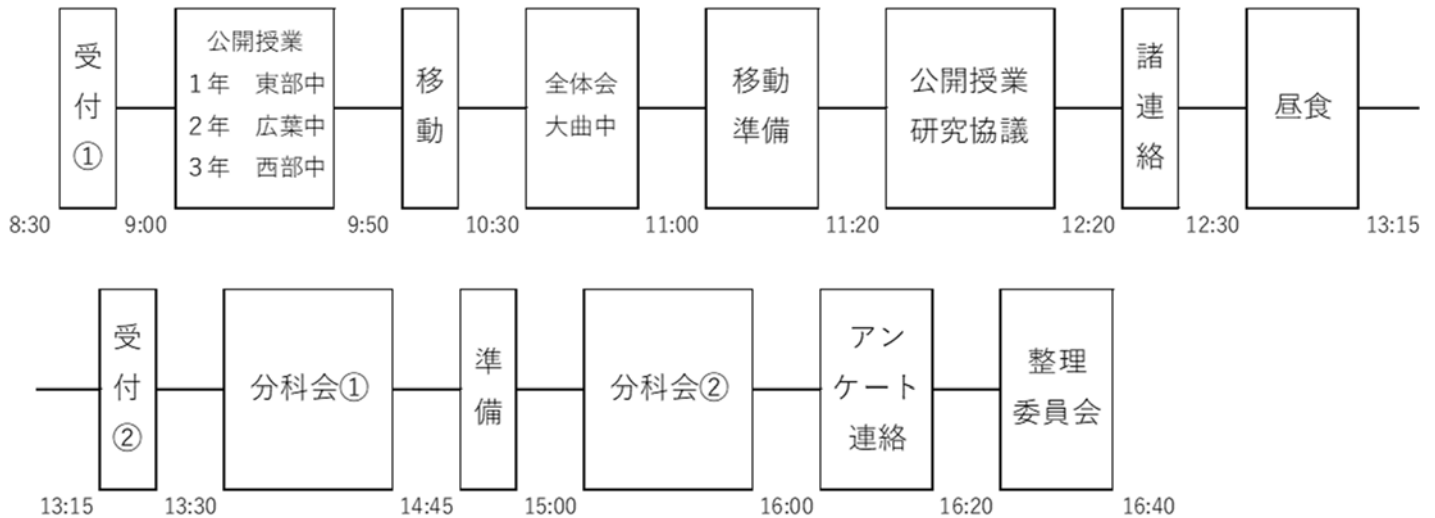 受付①
公開授業
1年　東部中
2年　広葉中
3年　西部中
移動
全体会
大曲中
移動
準備
公開授業
研究協議
諸連絡
昼食
8:30
9:00
9:50
10:30
11:00
11:20
12:20
12:30
13:15
受付②
分科会①
準備
分科会②
アン
ケート
連絡
整理
委員会
13:15
13:30
14:45
15:00
16:00
16:20
16:40